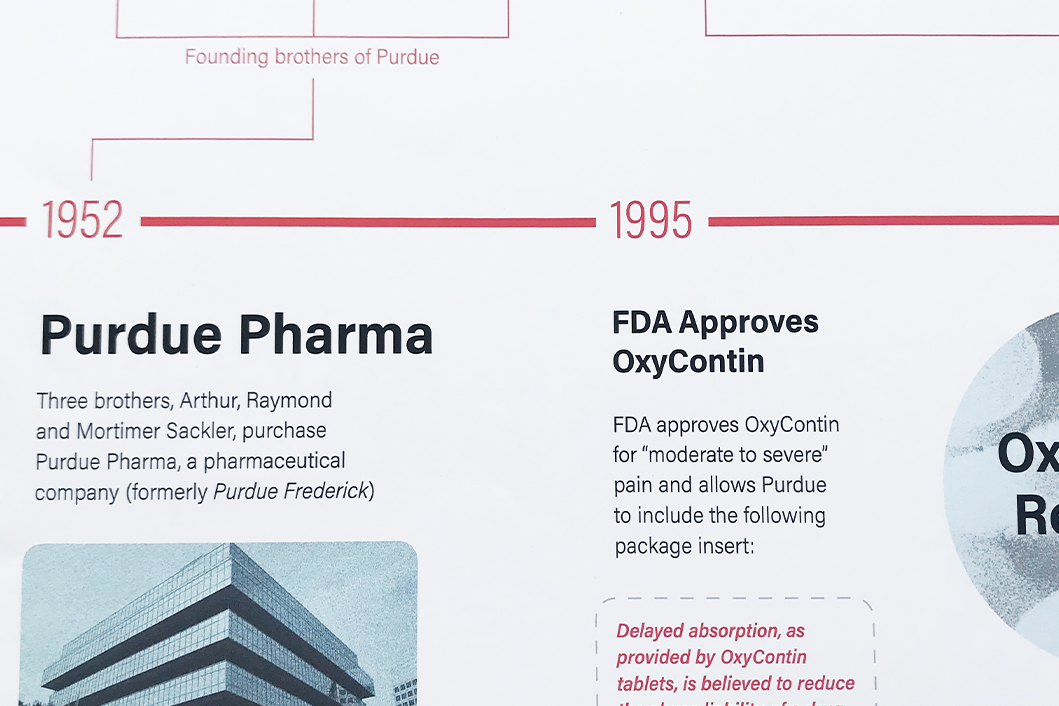 Founding brothers of Purdue
1952
1995
Purdue Pharma
Three brothers, Arthur, Raymond
and Mortimer Sackler, purchase
Purdue Pharma, a pharmaceutical
company (formerly Purdue Frederick)
FDA Approves
OxyContin
FDA approves OxyContin
for “moderate to severe”
pain and allows Purdue
to include the following
package insert:
Delayed absorption, as
provided by OxyContin
tablets, is believed to reduce